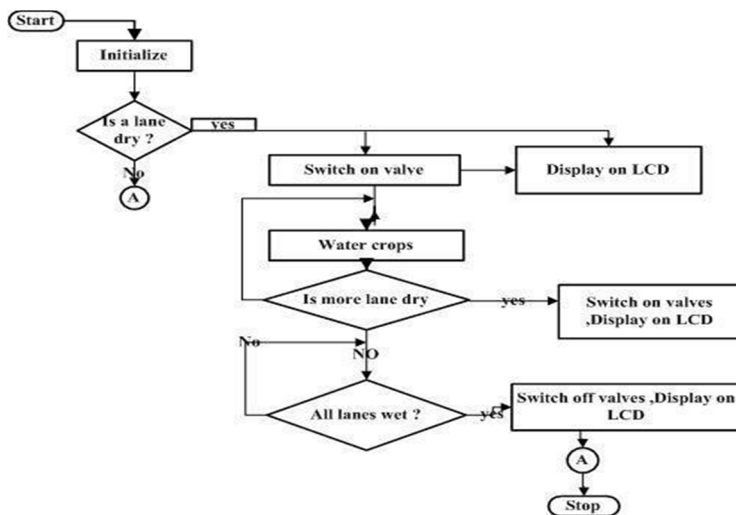 Start
Initialize
Is a lane
dry ?
yes
No
A
Switch on valve
Display on LCD
Water crops
Is more lane dry
yes
Switch on valves
,Display on LCD
No
NO
All lanes wet ?
yes
Switch off valves ,Display on
LCD
A
Stop